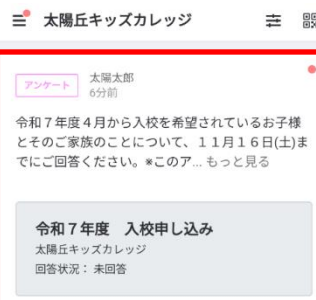 太陽丘キッズカレッジ
アンケート
太陽太郎
6分前
令和７年度４月から入校を希望されているお子様
とそのご家族のことについて、１１月１６日(土)ま
でにご回答ください。*このア... もっと見る
令和７年度　入校申し込み
太陽丘キッズカレッジ
回答状況： 未回答